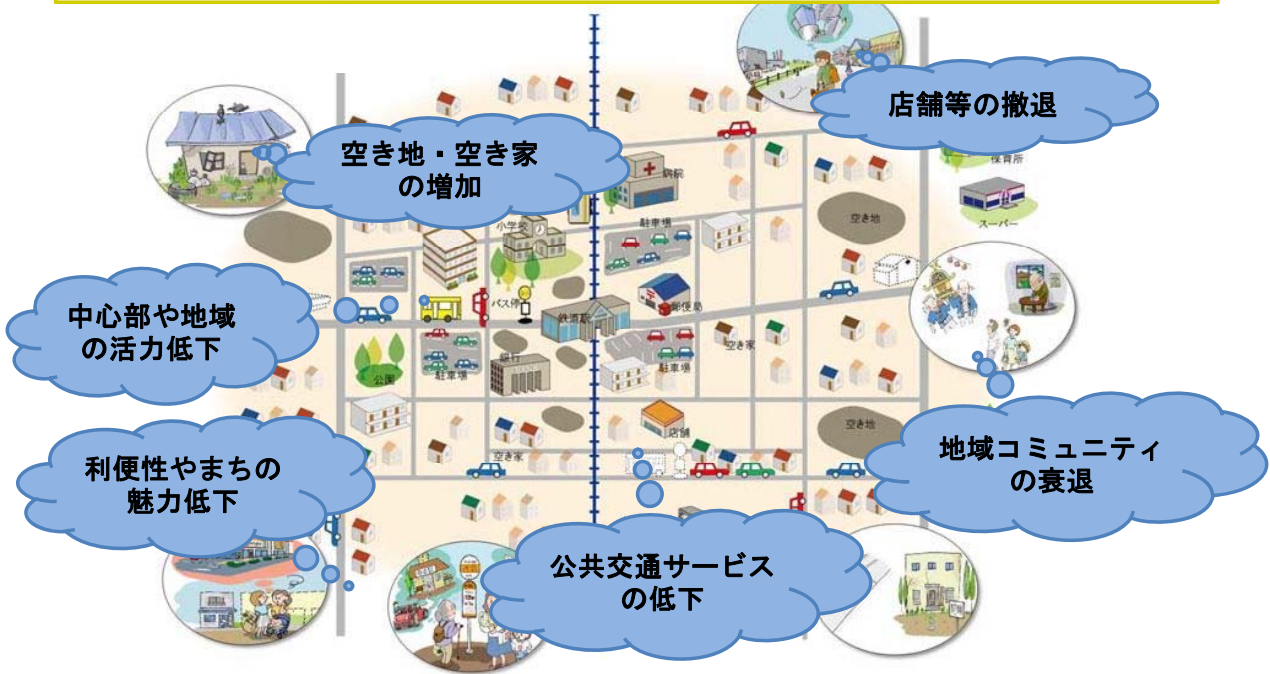 店舗等の撤退
空き地・空き家
の増加
保育所
病院
スーパー
小学校
駐車場
空き地
中心部や地域
の活力低下
バス停
郵便局
鉄道駅
空き家
銀行
駐車場
駐車場
公園
店舗
空き地
地域コミュニティ
の衰退
空き家
利便性やまちの
魅力低下
公共交通サービス
の低下